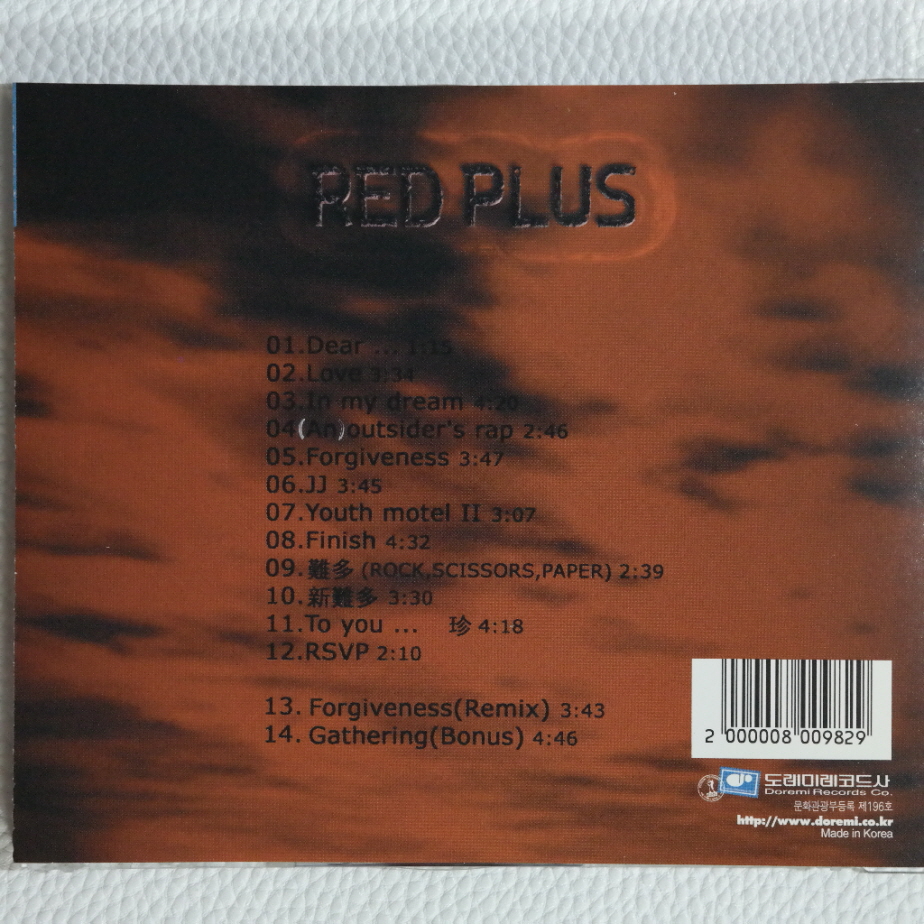 RED PLUS
01.Dear ... 1:15
02.Love 3:34
03.In my dream 4:20
04(An)outsider's rap 2:46
05.Forgiveness 3:47
06.JJ 3:45
07.Youth motel II 3:07
08.Finish 4:32
09.難多 (ROCK,SCISSORS,PAPER) 2:39
10.新難多 3:30
11.To you ... 珍 4:18
12.RSVP 2:10
13. Forgiveness(Remix) 3:43
14. Gathering(Bonus) 4:46
2 000008 009829
도레미레코드사
Doremi Records Co.
문화관광부등록 제196호
http://www.doremi.co.kr
Made in Korea